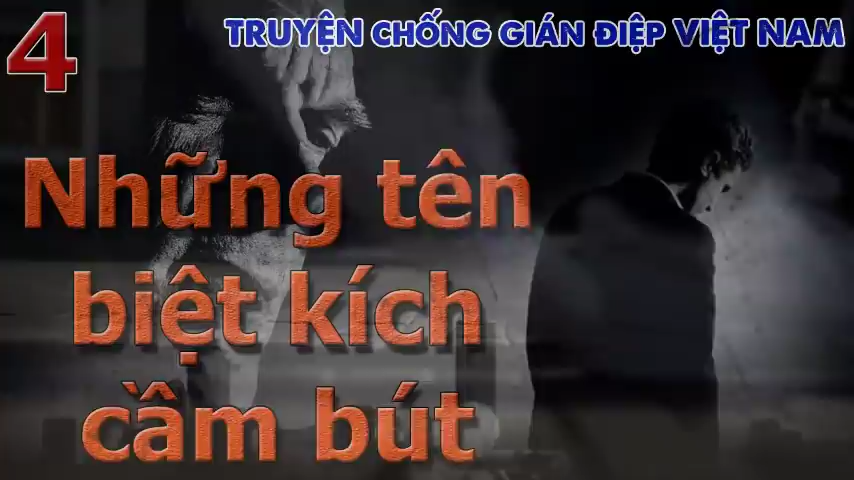 4
TRUYỆN CHỐNG GIÁN ĐIỆP VIỆT NAM
Những tên
biệt kích
cầm bút